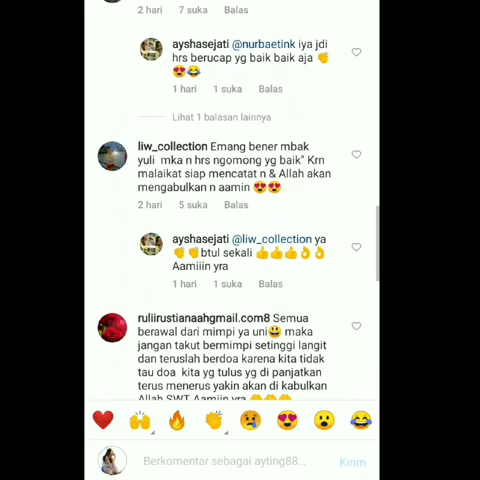 2 hari 7 suka Balas
ayshasejati @nurbaetink iya jdi
hrs berucap yg baik baik aja 👏
😍😂
1 hari 1 suka Balas
Lihat 1 balasan lainnya
liw_collection Emang bener mbak
yuli mka n hrs ngomong yg baik" Krn
malaikat siap mencatat n & Allah akan
mengabulkan n aamin 😍😍
2 hari 5 suka Balas
ayshasejati @liw_collection ya
👏👏btul sekali 👍👍👍👌👌
Aamiiin yra
1 hari 1 suka Balas
ruliirustianaahgmail.com8 Semua
berawal dari mimpi ya uni😃 maka
jangan takut bermimpi setinggi langit
dan teruslah berdoa karena kita tidak
tau doa kita yg tulus yg di panjatkan
terus menerus yakin akan di kabulkan
Allah SWT Aamiin yra 🤲🤲🤲
❤️🙌🔥👏😢😍😮😂
Berkomentar sebagai ayting88... Kirim